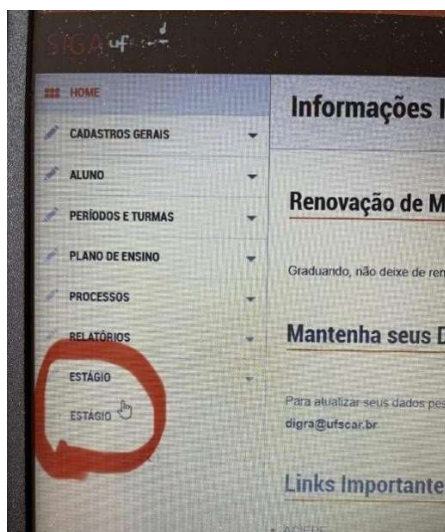 SIGA uf
HOME
CADASTROS GERAIS
ALUNO
PERÍODOS E TURMAS
PLANO DE ENSINO
PROCESSOS
RELATÓRIOS
ESTÁGIO
ESTÁGIO
Informações
Renovação de M
Graduando, não deixe de ren
Mantenha seus D
Para atualizar seus dados pes
digra@ufscar.br
Links Importante